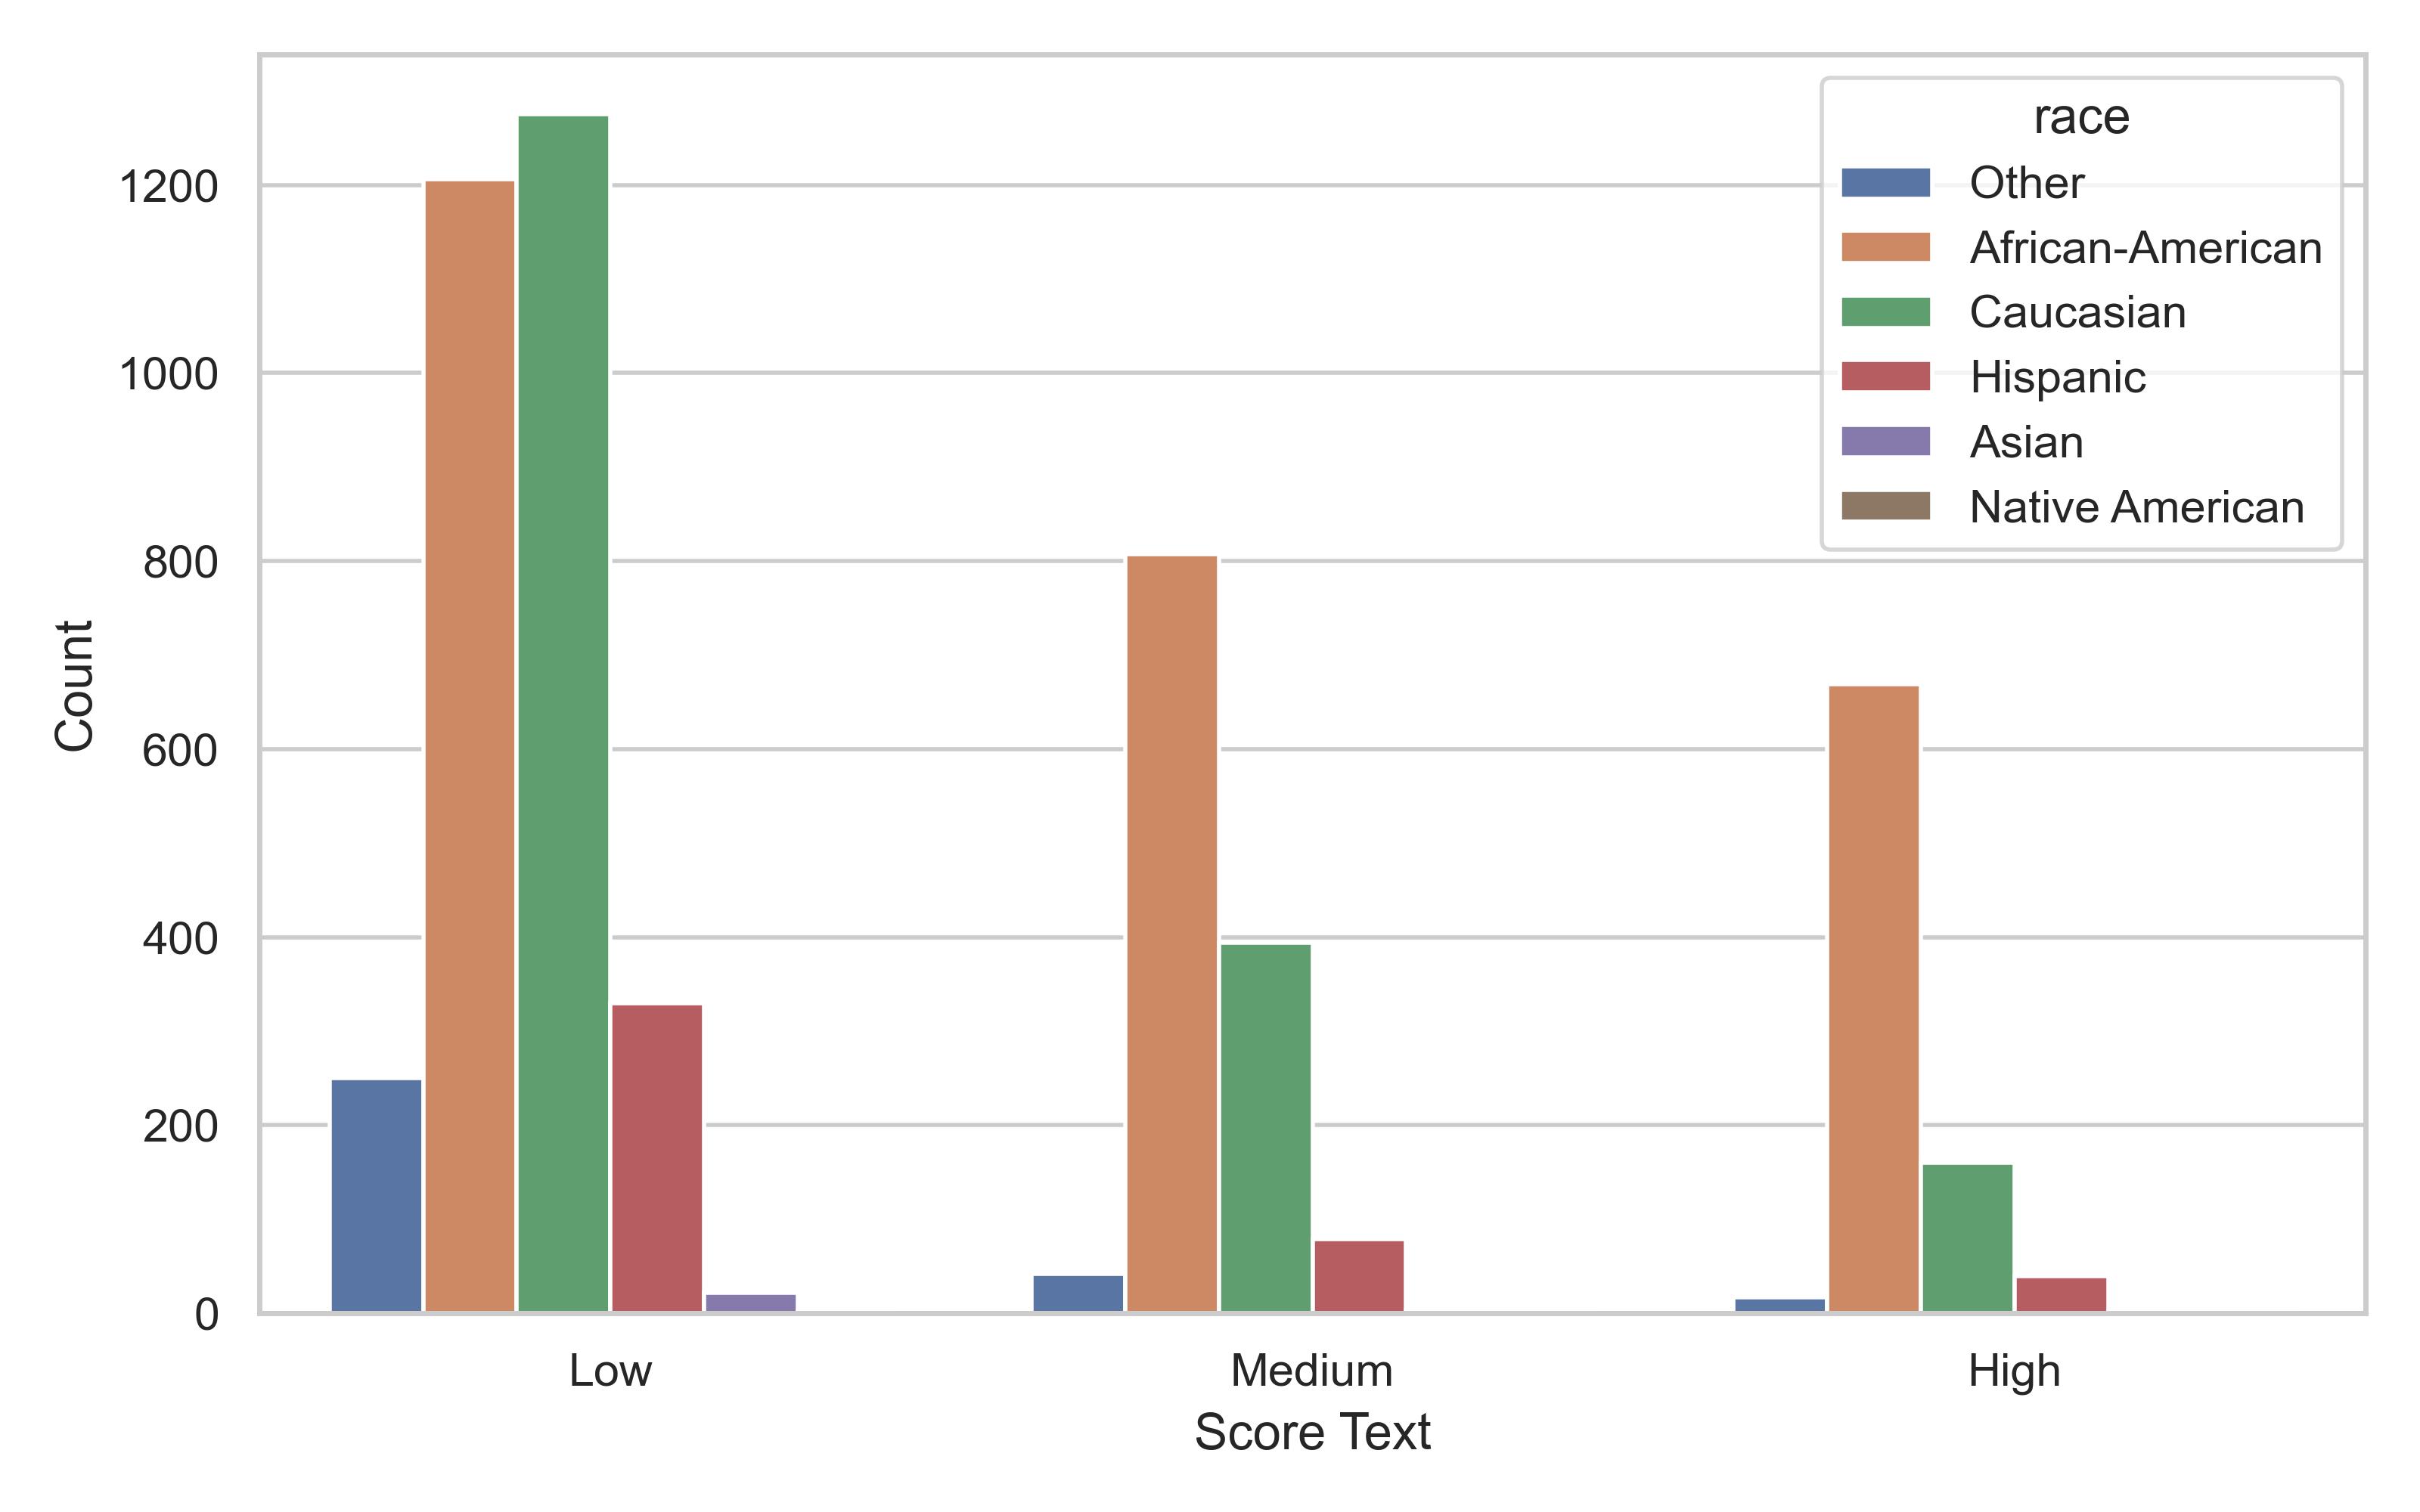 race
Other
African-American
Caucasian
Hispanic
Asian
Native American
1200
1000
800
600
400
200
0
Count
Low Medium High
Score Text